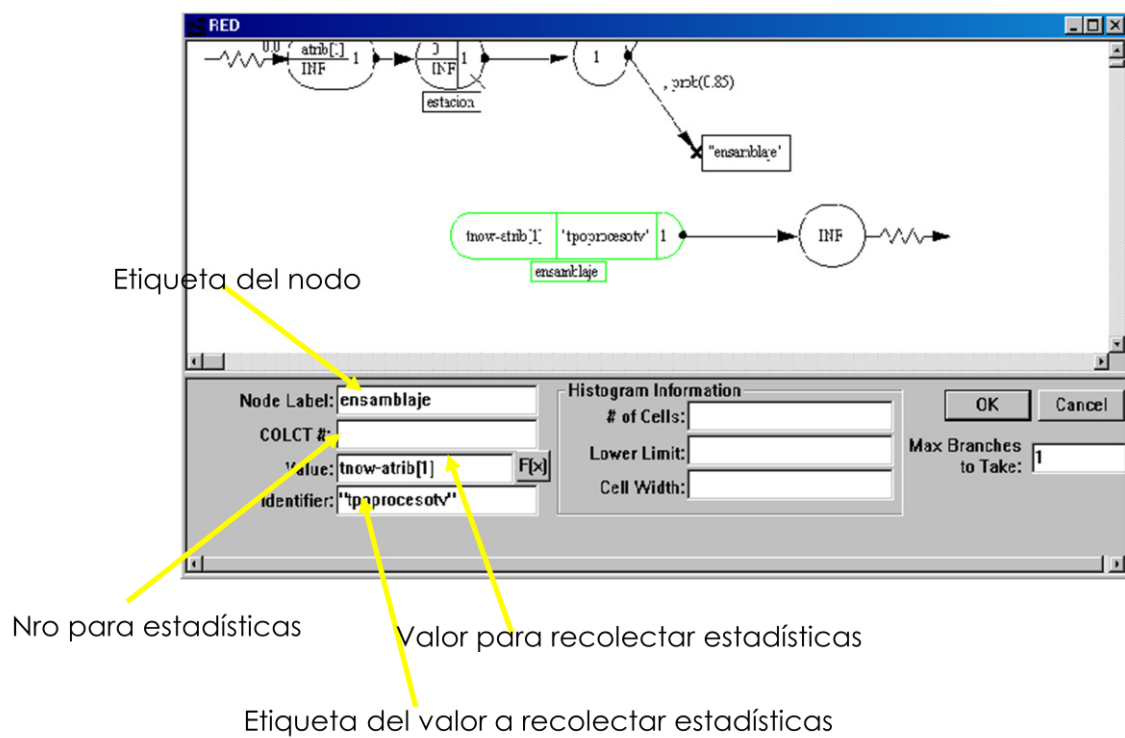 RED
0.0
atrib[1]
INF
1
INF
1
1
estacion
, prob(0.85)
"ensamblaje"
tnow-atrib[1]
"tpoprocesotv"
1
INF
ensamblaje
Etiqueta del nodo
Node Label:
ensamblaje
COLCT #:
Value:
tnow-atrib[1]
F(x)
Identifier:
"tpoprocesotv"
Histogram Information
# of Cells:
Lower Limit:
Cell Width:
OK
Cancel
Max Branches
to Take:
1
Nro para estadísticas
Valor para recolectar estadísticas
Etiqueta del valor a recolectar estadísticas